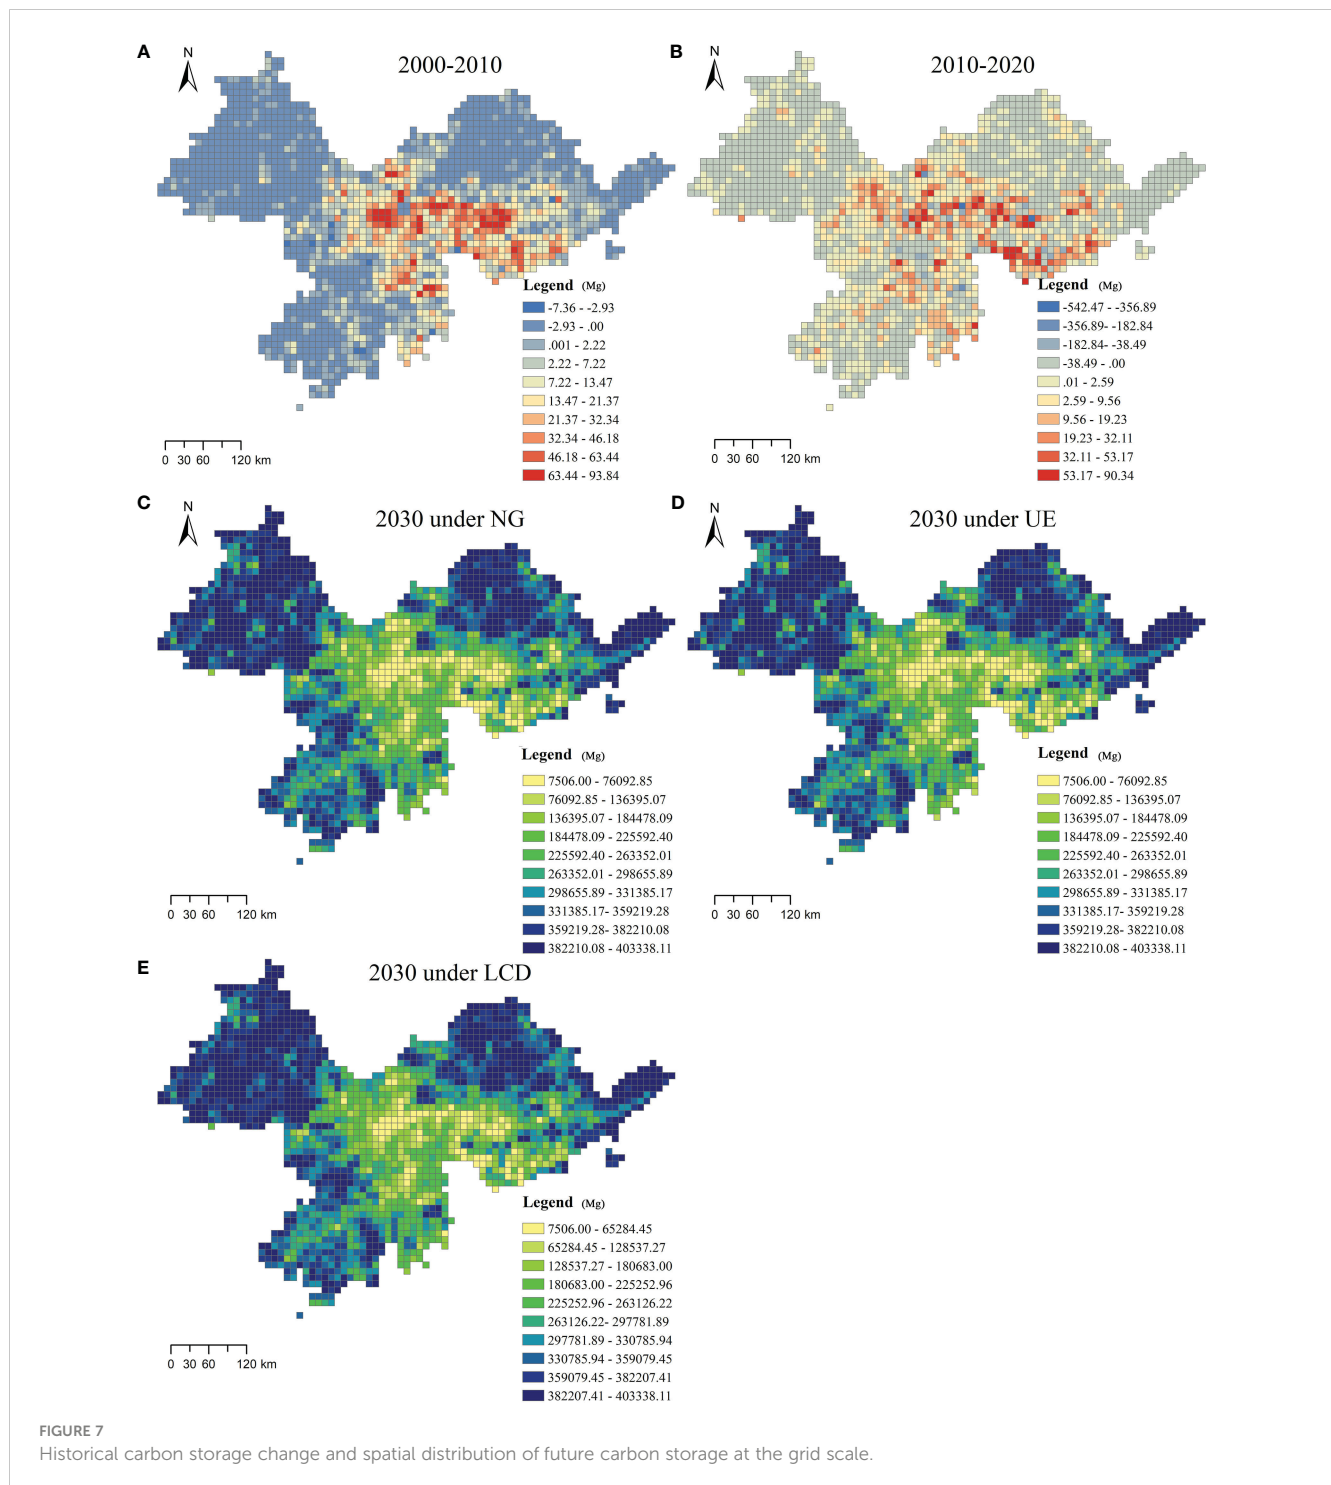 A
N
2000-2010
Legend (Mg)
-7.36 - -2.93
-2.93 - .00
.001 - 2.22
2.22 - 7.22
7.22 - 13.47
13.47 - 21.37
21.37 - 32.34
32.34 - 46.18
46.18 - 63.44
63.44 - 93.84
0 30 60 120 km
B
N
2010-2020
Legend (Mg)
-542.47 - -356.89
-356.89- -182.84
-182.84- -38.49
-38.49 - .00
.01 - 2.59
2.59 - 9.56
9.56 - 19.23
19.23 - 32.11
32.11 - 53.17
53.17 - 90.34
0 30 60 120 km
C
N
2030 under NG
Legend (Mg)
7506.00 - 76092.85
76092.85 - 136395.07
136395.07 - 184478.09
184478.09 - 225592.40
225592.40 - 263352.01
263352.01 - 298655.89
298655.89 - 331385.17
331385.17 - 359219.28
359219.28- 382210.08
382210.08 - 403338.11
0 30 60 120 km
D
N
2030 under UE
Legend (Mg)
7506.00 - 76092.85
76092.85 - 136395.07
136395.07 - 184478.09
184478.09 - 225592.40
225592.40 - 263352.01
263352.01 - 298655.89
298655.89 - 331385.17
331385.17- 359219.28
359219.28 - 382210.08
382210.08 - 403338.11
0 30 60 120 km
E
2030 under LCD
Legend (Mg)
7506.00 - 65284.45
65284.45 - 128537.27
128537.27 - 180683.00
180683.00 - 225252.96
225252.96 - 263126.22
263126.22- 297781.89
297781.89 - 330785.94
330785.94 - 359079.45
359079.45 - 382207.41
382207.41 - 403338.11
0 30 60 120 km
FIGURE 7
Historical carbon storage change and spatial distribution of future carbon storage at the grid scale.